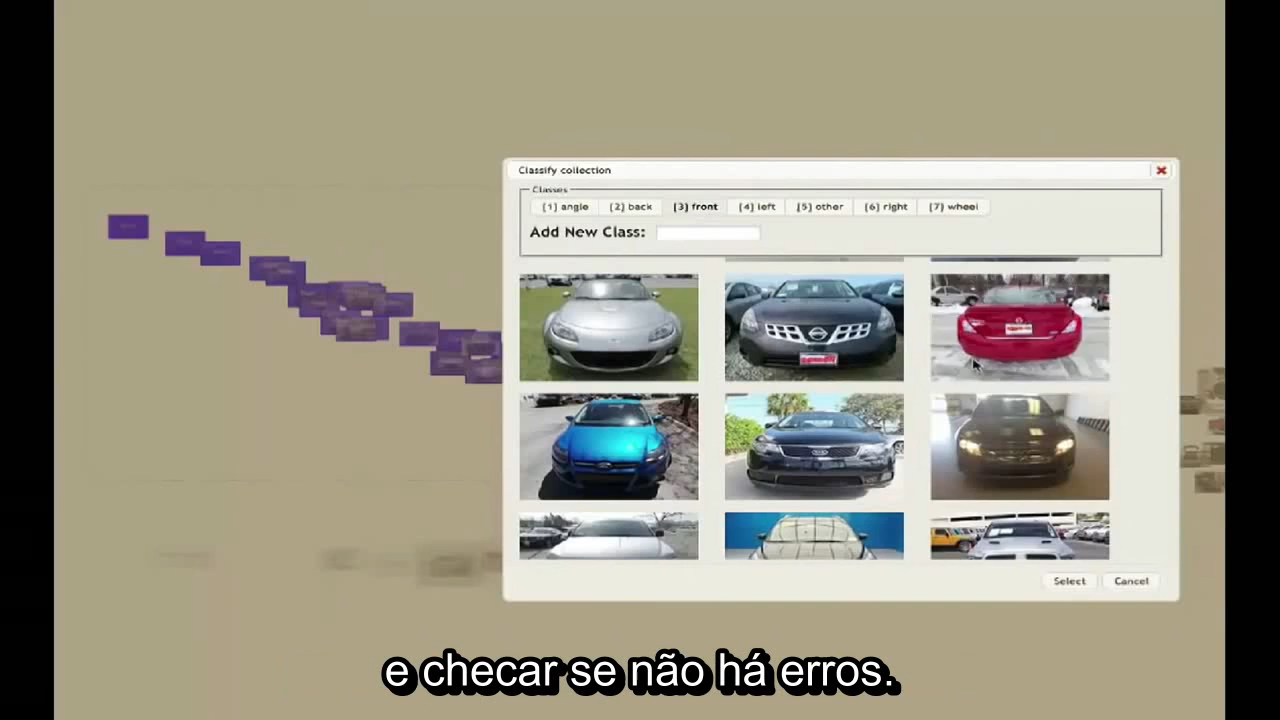 Classify collection
Classes
[1] angle [2] back [3] front [4] left [5] other [6] right [7] wheel
Add New Class:
Select Cancel
e checar se não há erros.